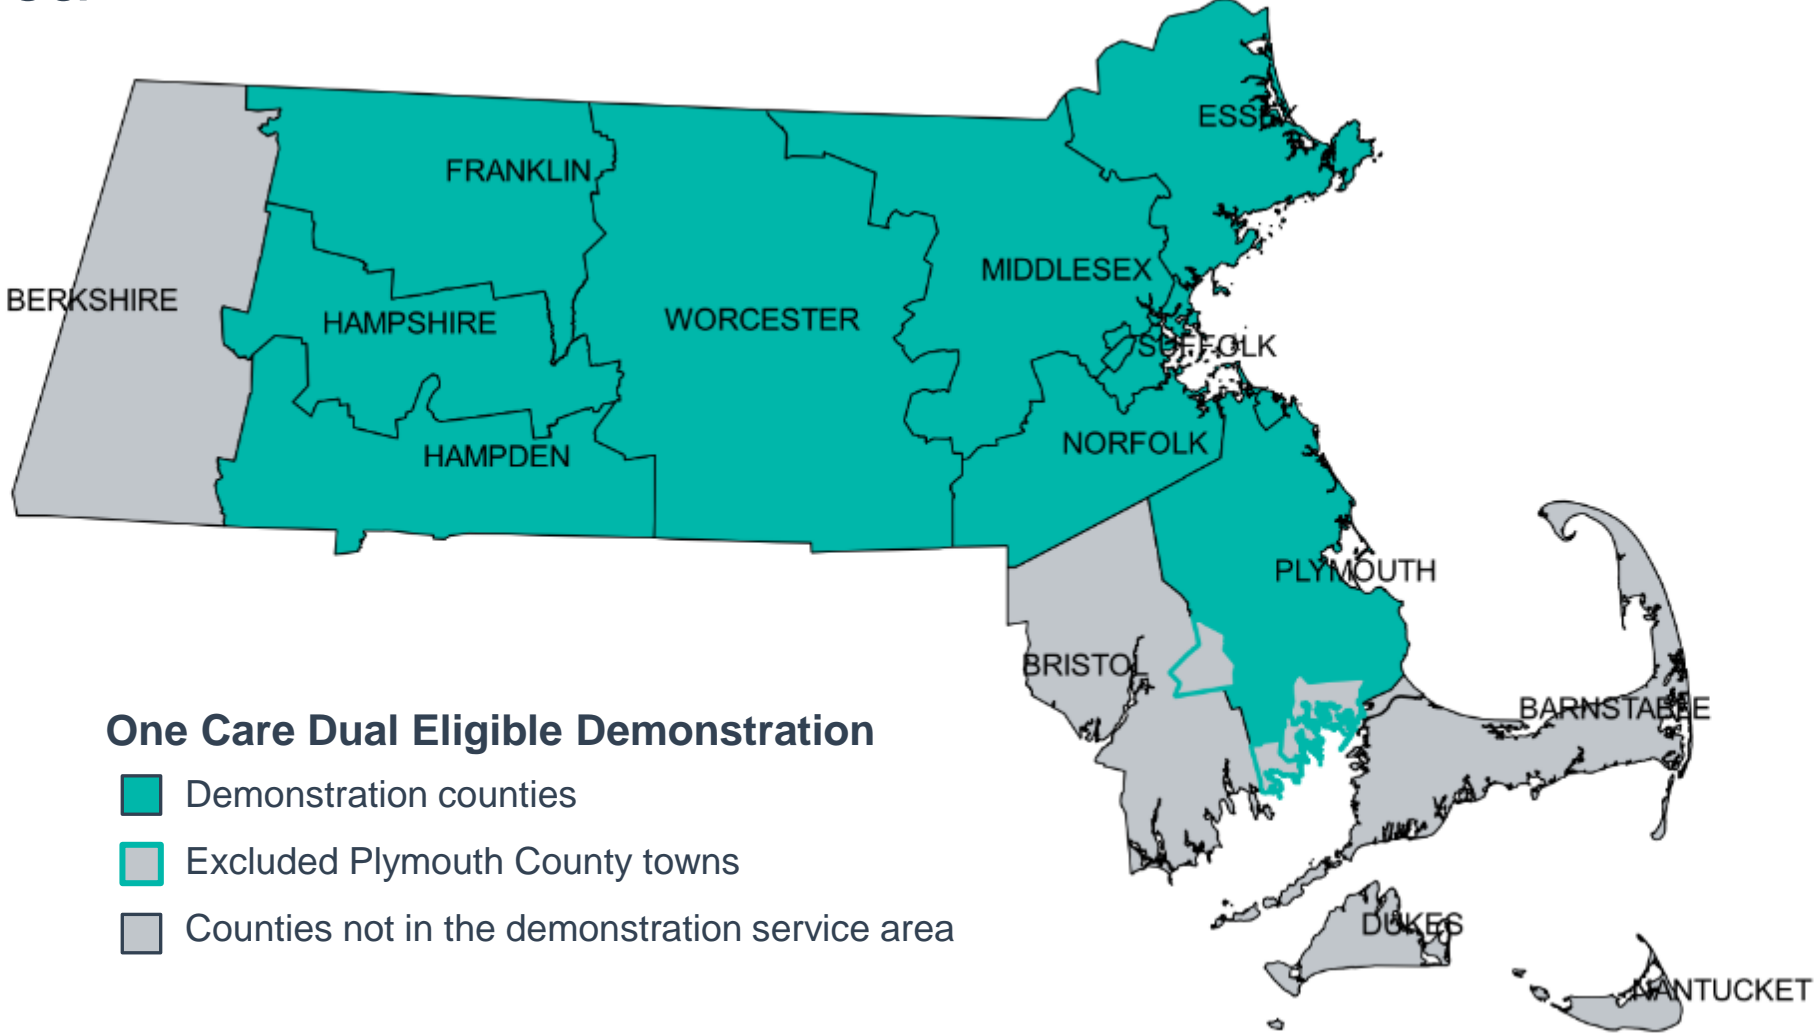 ESSEX
FRANKLIN
MIDDLESEX
BERKSHIRE
HAMPSHIRE
WORCESTER
SUFFOLK
NORFOLK
HAMPDEN
PLYMOUTH
BRISTOL
BARNSTABLE
One Care Dual Eligible Demonstration
Demonstration counties
Excluded Plymouth County towns
Counties not in the demonstration service area
DUKES
NANTUCKET